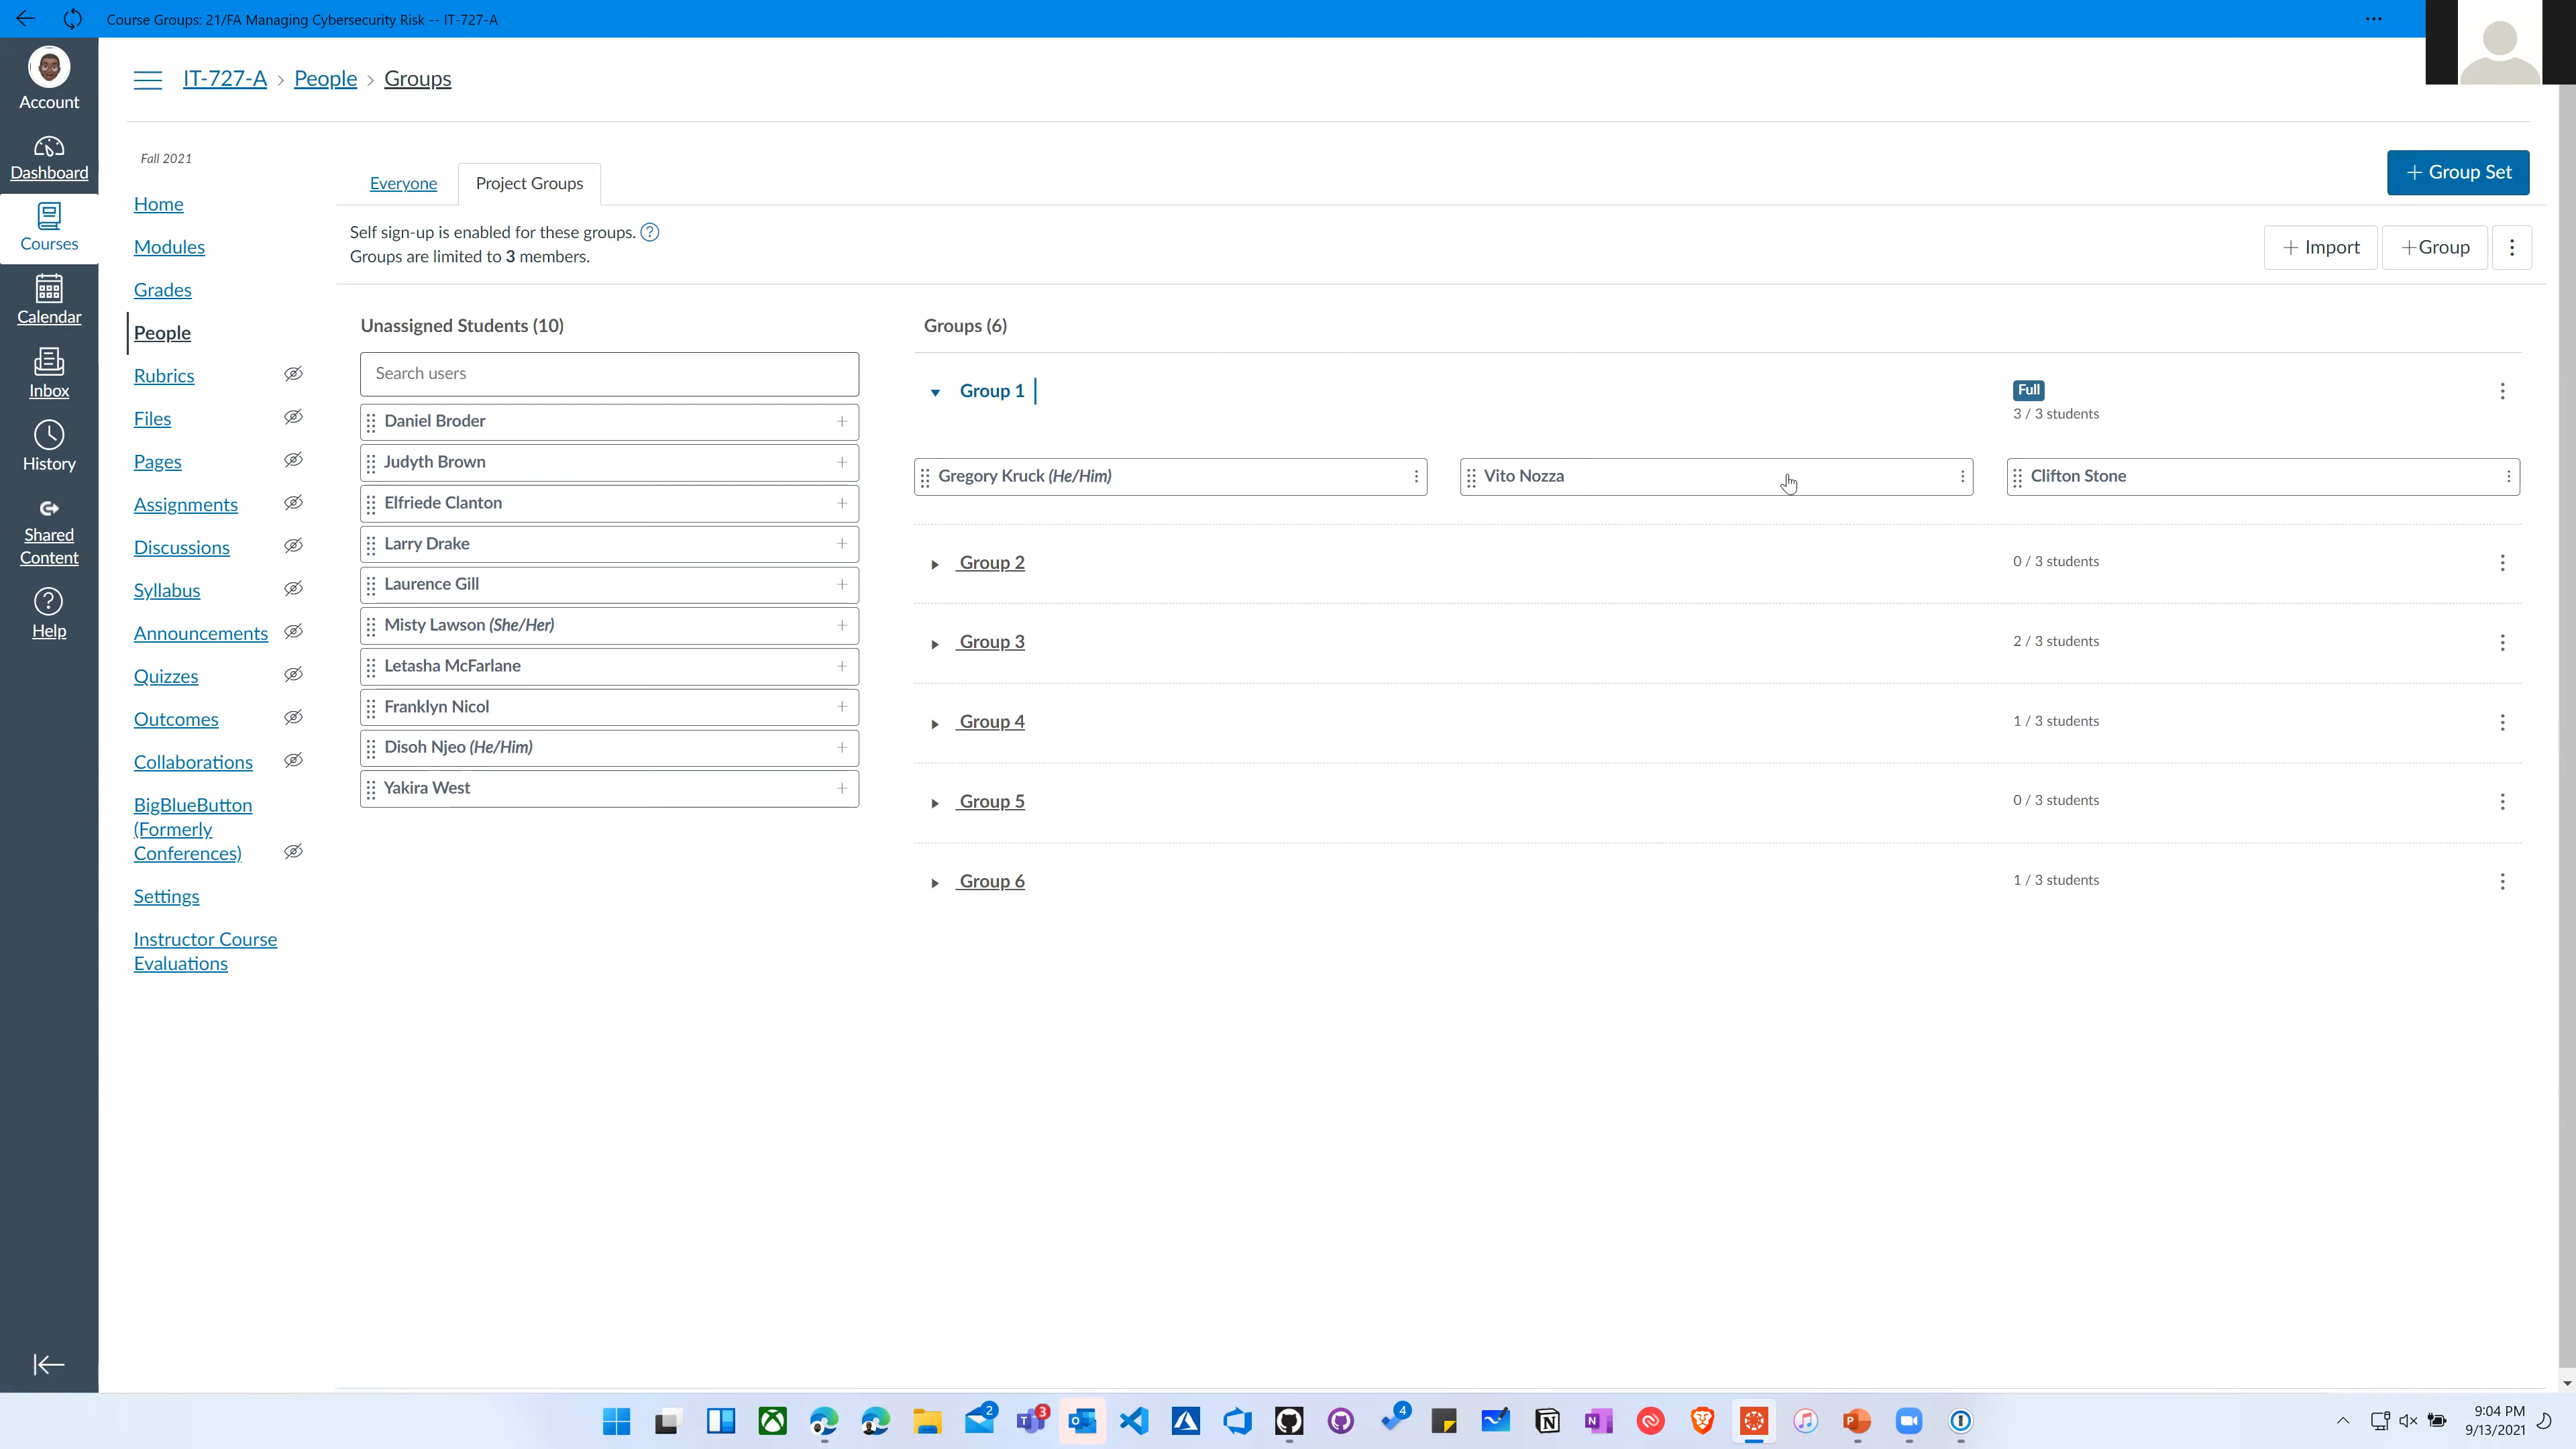 Course Groups: 21/FA Managing Cybersecurity Risk -- IT-727-A
Account
Dashboard
Courses
Calendar
Inbox
History
Shared
Content
Help
IT-727-A > People > Groups
Fall 2021
Home
Modules
Grades
People
Rubrics
Files
Pages
Assignments
Discussions
Syllabus
Announcements
Quizzes
Outcomes
Collaborations
BigBlueButton
(Formerly
Conferences)
Settings
Instructor Course
Evaluations
Everyone
Project Groups
+ Group Set
Self sign-up is enabled for these groups. ?
Groups are limited to 3 members.
+ Import
+Group
Unassigned Students (10)
Search users
Daniel Broder
Judyth Brown
Elfriede Clanton
Larry Drake
Laurence Gill
Misty Lawson (She/Her)
Letasha McFarlane
Franklyn Nicol
Disoh Njeo (He/Him)
Yakira West
Groups (6)
Group 1
Full
3 / 3 students
Gregory Kruck (He/Him)
Vito Nozza
Clifton Stone
Group 2
0 / 3 students
Group 3
2 / 3 students
Group 4
1 / 3 students
Group 5
0 / 3 students
Group 6
1 / 3 students
2
3
4
9:04 PM
9/13/2021